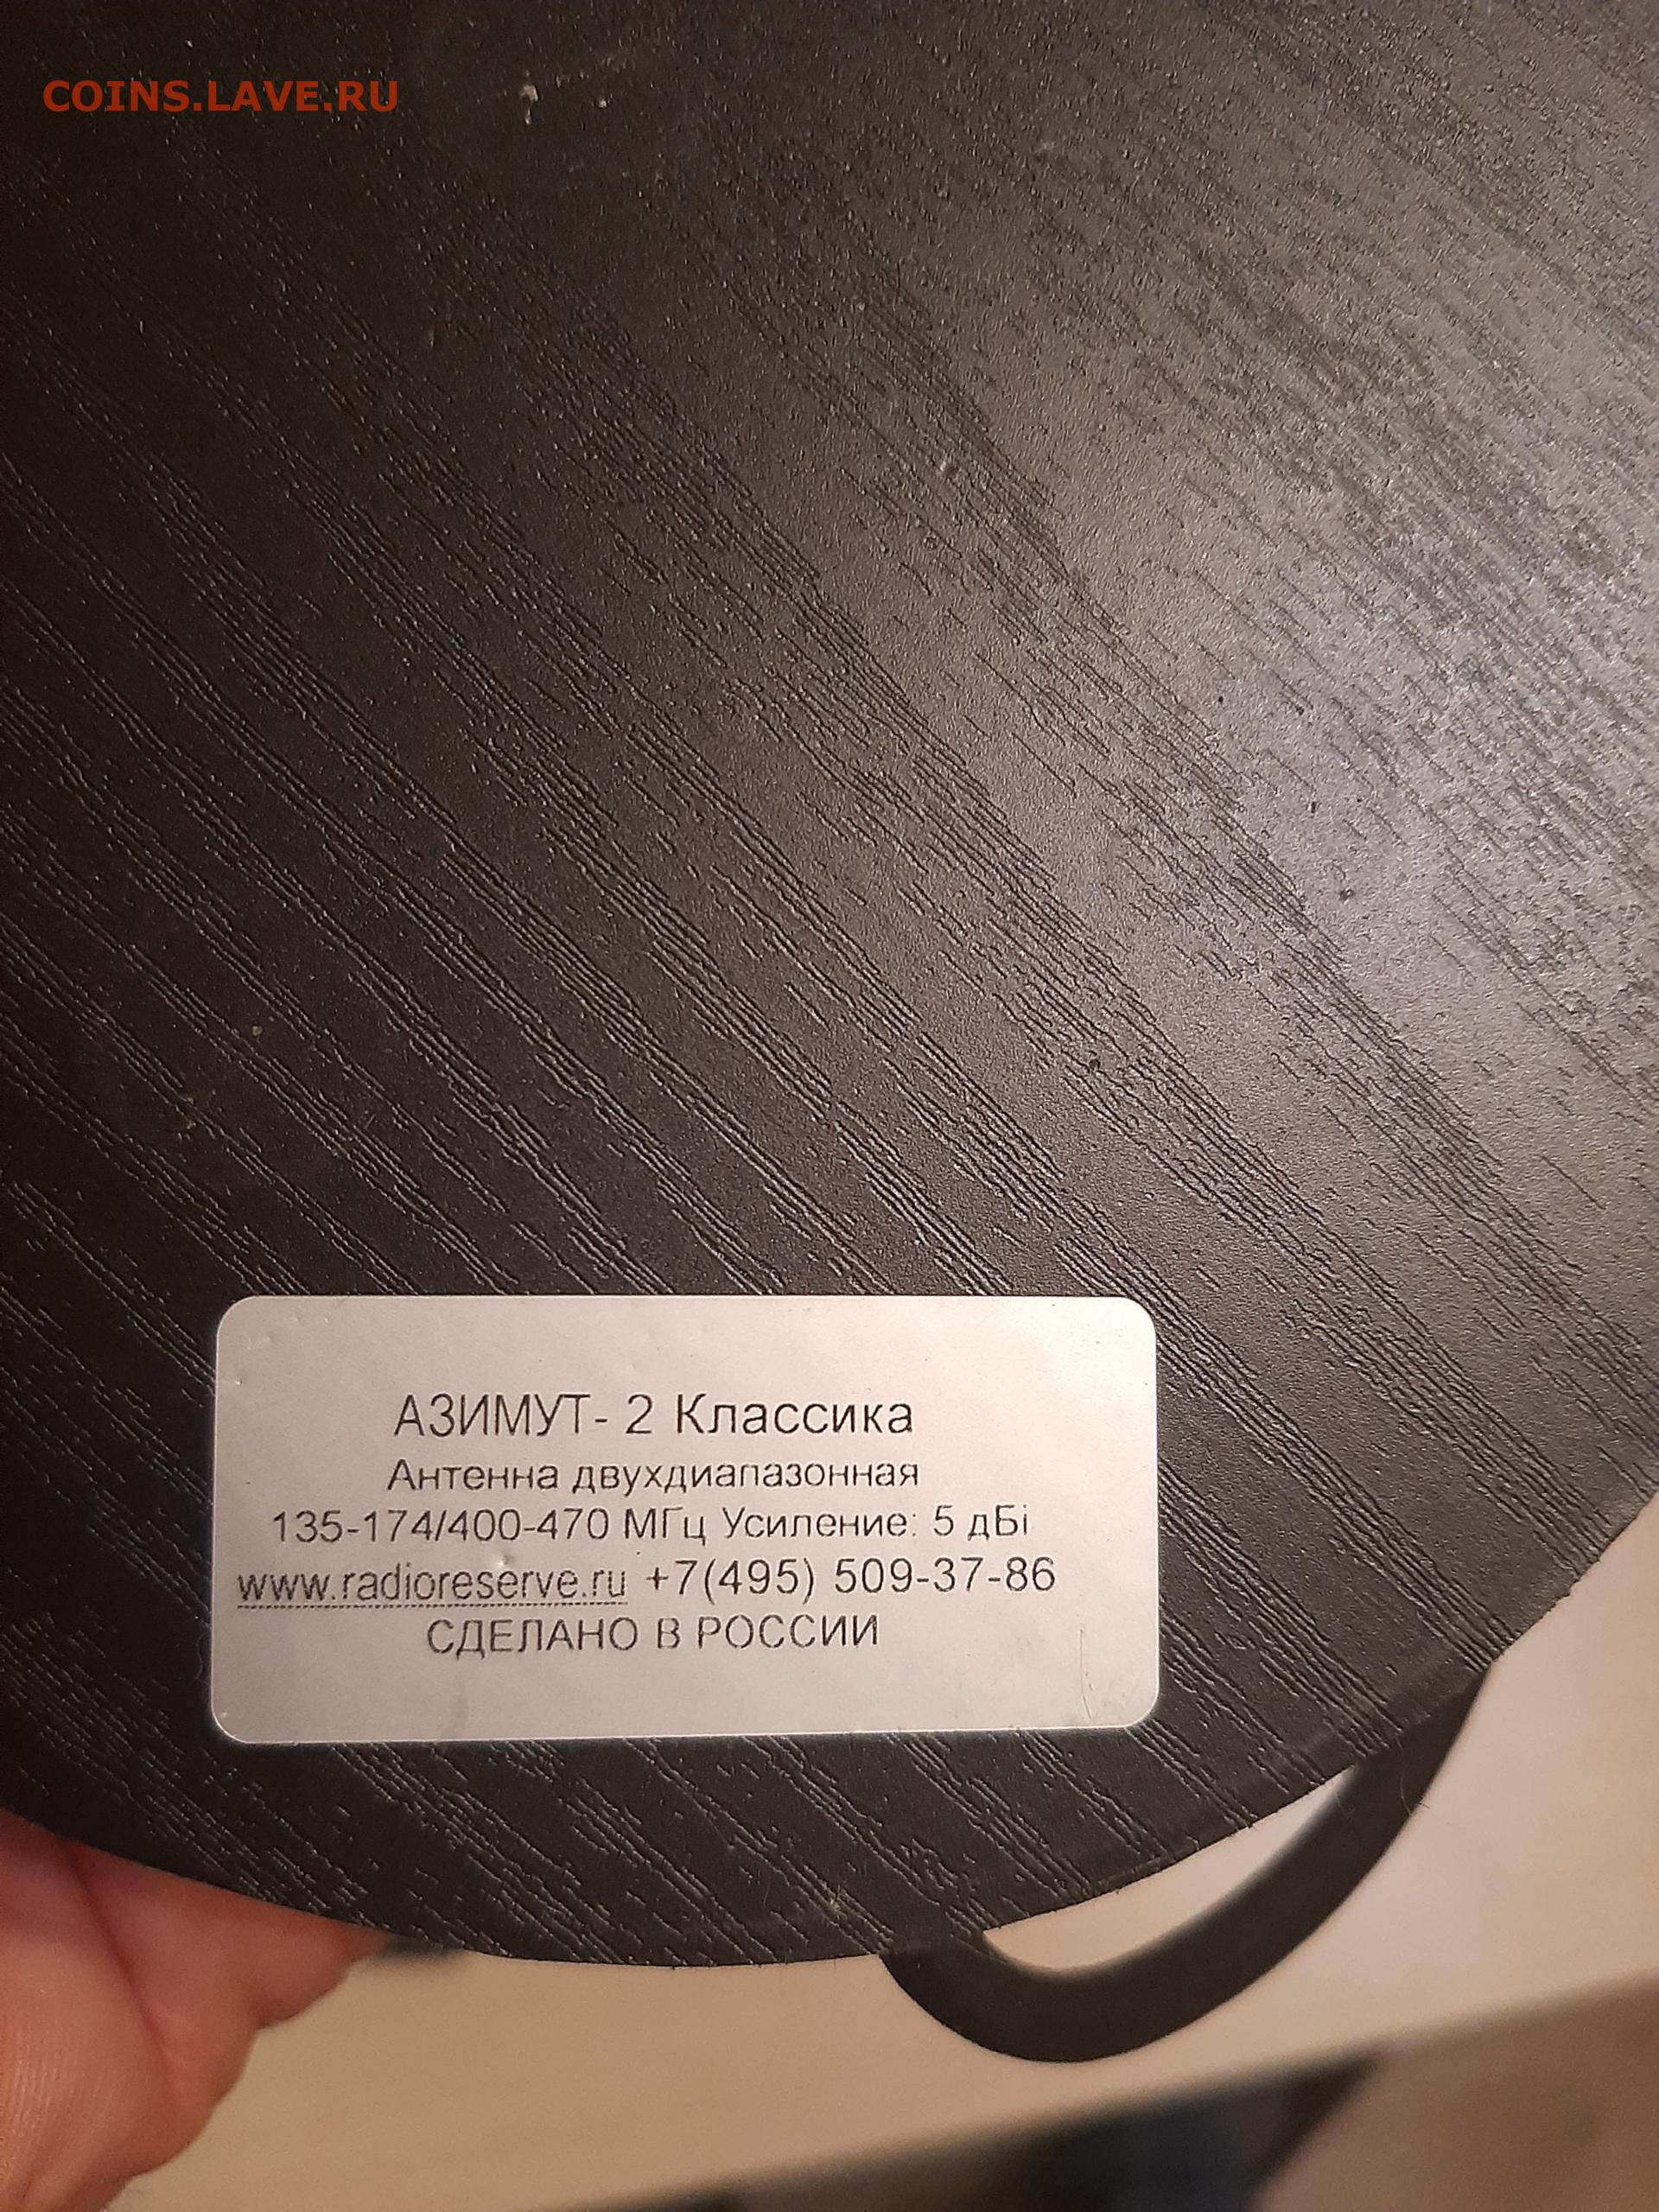 COINS.LAVE.RU
АЗИМУТ- 2 Классика
Антенна двухдиапазонная
135-174/400-470 МГц Усиление: 5 дБi
www.radioreserve.ru +7(495) 509-37-86
СДЕЛАНО В РОССИИ